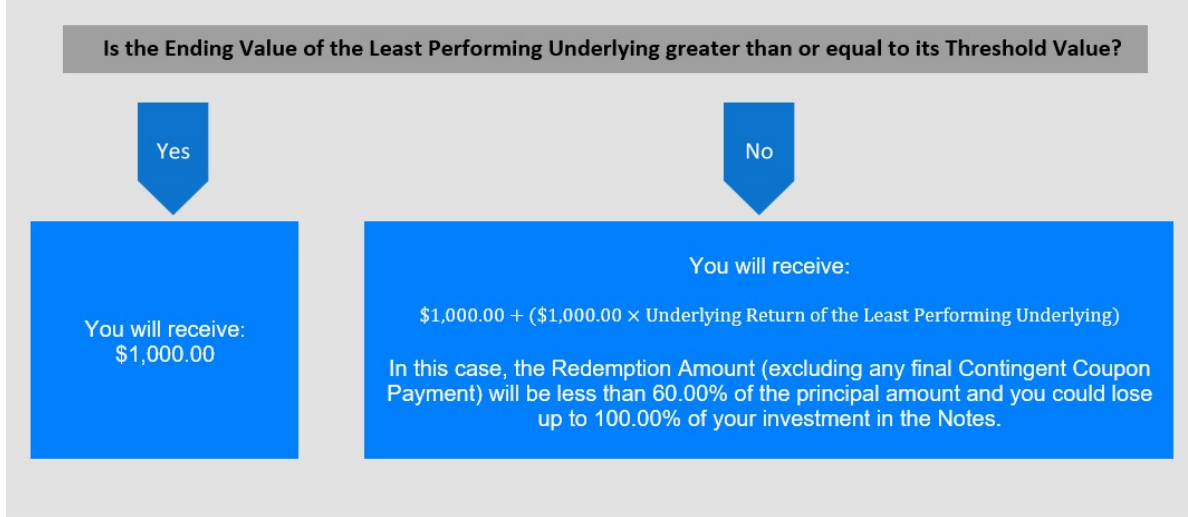 Is the Ending Value of the Least Performing Underlying greater than or equal to its Threshold Value?
Yes
No
You will receive:
$1,000.00
You will receive:
$1,000.00 + ($1,000.00 × Underlying Return of the Least Performing Underlying)
In this case, the Redemption Amount (excluding any final Contingent Coupon
Payment) will be less than 60.00% of the principal amount and you could lose
up to 100.00% of your investment in the Notes.